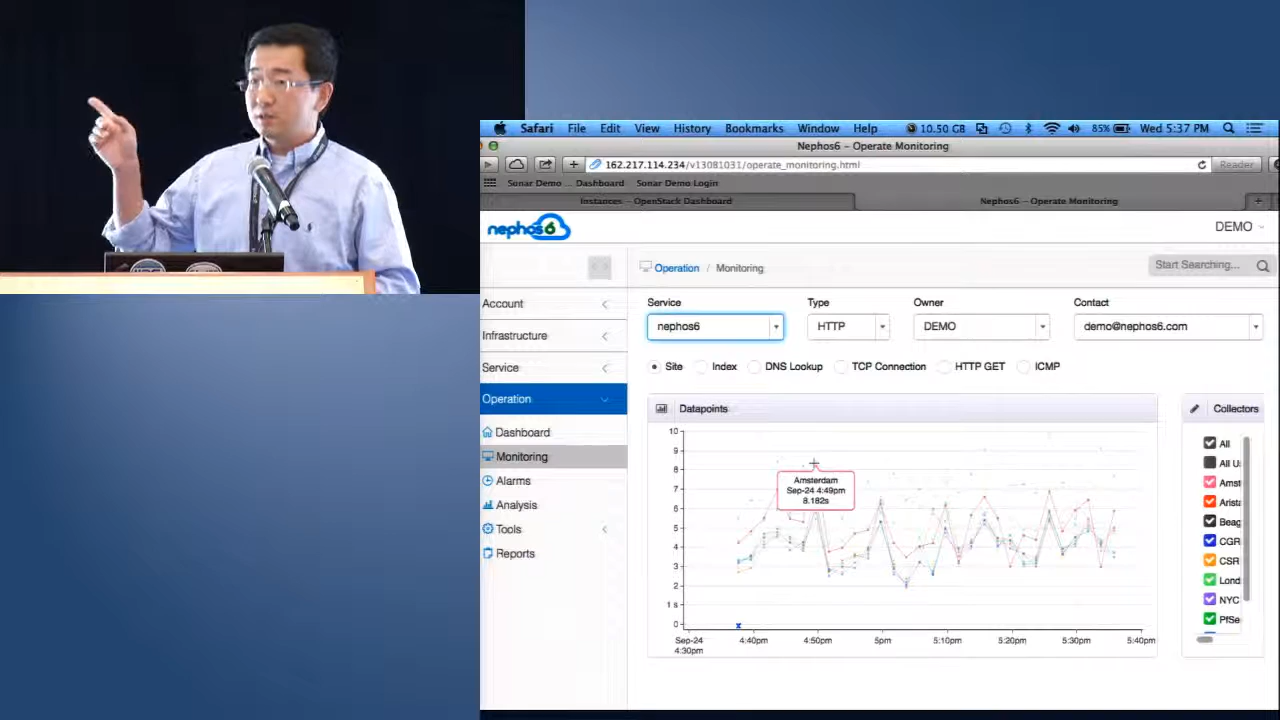 Safari File Edit View History Bookmarks Window Help 10.50 GB 85% Wed 5:37 PM
Nephos6 – Operate Monitoring
162.217.114.234/v13081031/operate_monitoring.html Reader
Sonar Demo ... Dashboard Sonar Demo Login
Instances – OpenStack Dashboard Nephos6 – Operate Monitoring
nephos6 DEMO
Operation / Monitoring Start Searching...
Account
Infrastructure
Service
Operation
Dashboard
Monitoring
Alarms
Analysis
Tools
Reports
Service Type Owner Contact
nephos6 HTTP DEMO demo@nephos6.com
Site Index DNS Lookup TCP Connection HTTP GET ICMP
Datapoints
10
9
8
7
6
5
4
3
2
1 s
0
Amsterdam
Sep-24 4:49pm
8.182s
Sep-24 4:40pm 4:50pm 5pm 5:10pm 5:20pm 5:30pm 5:40pm
4:30pm
Collectors
All
All U
Amst
Arista
Beag
CGR
CSR
Lond
NYC
PfSe